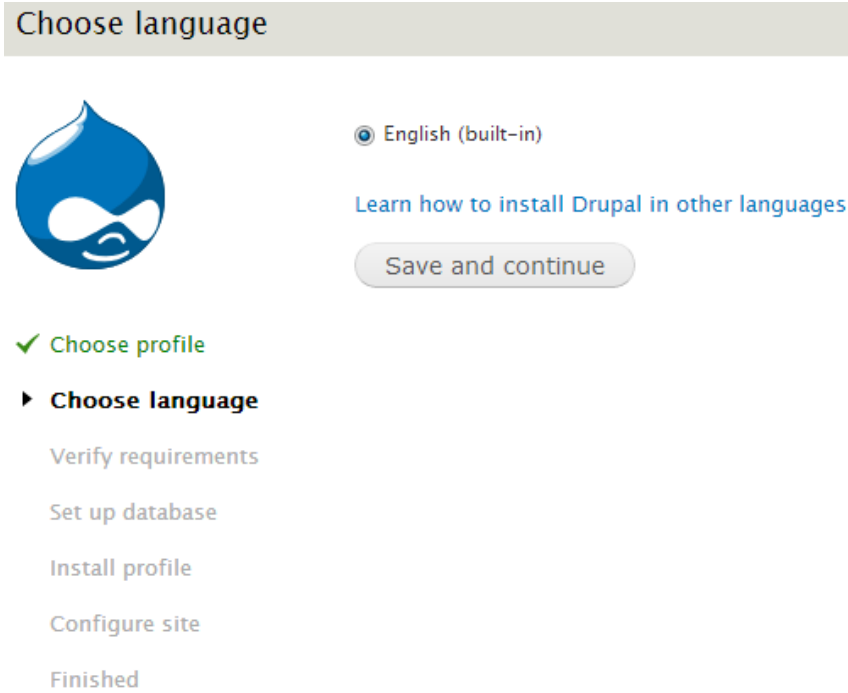 Choose language
English (built-in)
Learn how to install Drupal in other languages
Save and continue
Choose profile
Choose language
Verify requirements
Set up database
Install profile
Configure site
Finished